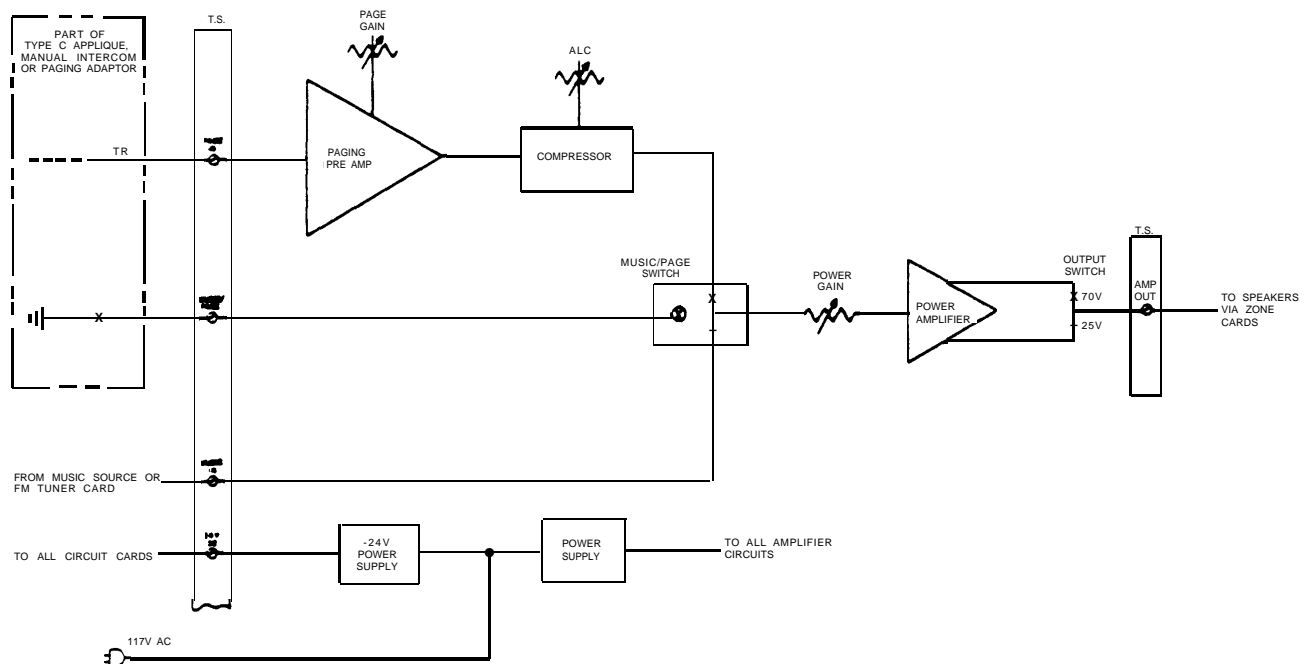 T.S.
PART OF
TYPE C APPLIQUE,
MANUAL INTERCOM
OR PAGING ADAPTOR
PAGE
GAIN
ALC
TR
PAGING
PRE AMP
COMPRESSOR
MUSIC/PAGE
SWITCH
X
POWER
GAIN
POWER
AMPLIFIER
OUTPUT
SWITCH
X 70V
25V
T.S.
AMP
OUT
TO SPEAKERS
VIA ZONE
CARDS
X
FROM MUSIC SOURCE OR
FM TUNER CARD
TO ALL CIRCUIT CARDS
-24V
POWER
SUPPLY
POWER
SUPPLY
TO ALL AMPLIFIER
CIRCUITS
117V AC